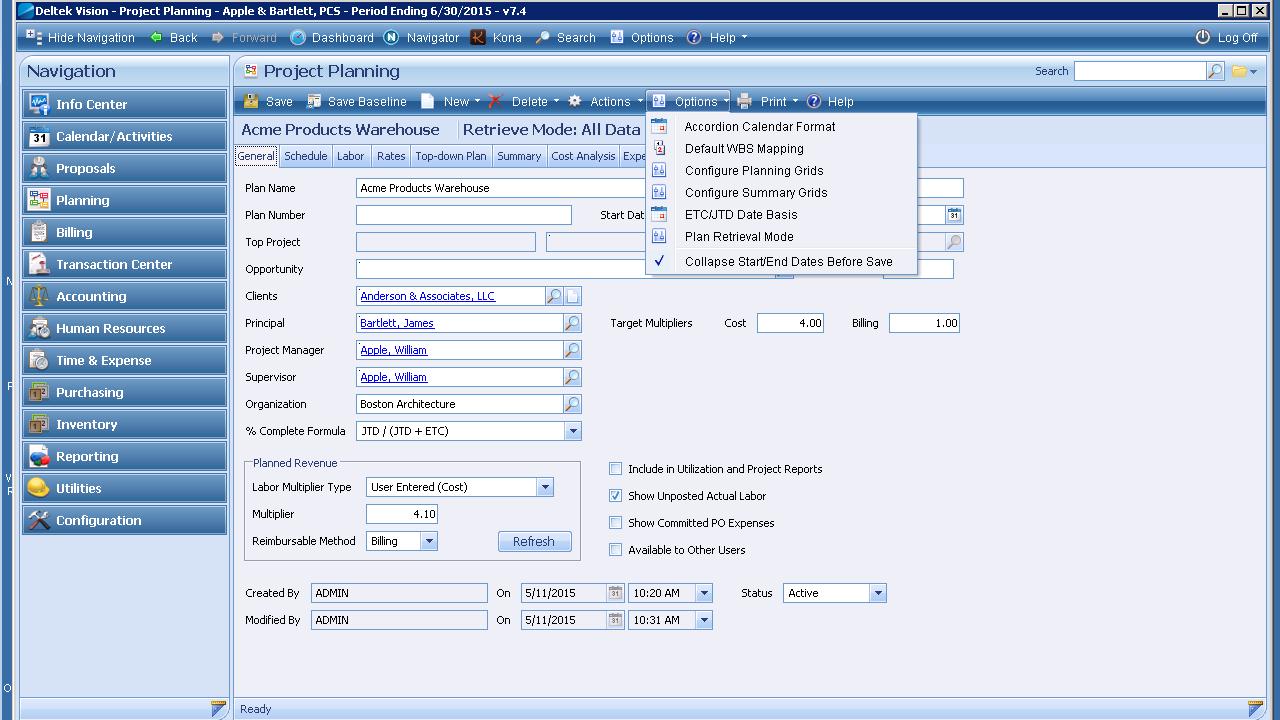 Deltek Vision - Project Planning - Apple & Bartlett, PCS - Period Ending 6/30/2015 - v7.4
Hide Navigation Back Forward Dashboard Navigator Kona Search Options Help Log Off
Navigation
Info Center
31 Calendar/Activities
Proposals
Planning
Billing
Transaction Center
Accounting
Human Resources
Time & Expense
Purchasing
Inventory
Reporting
Utilities
Configuration
Project Planning Search
Save Save Baseline New Delete Actions Options Print Help
Acme Products Warehouse Retrieve Mode: All Data
General Schedule Labor Rates Top-down Plan Summary Cost Analysis Expe
Accordion Calendar Format
Default WBS Mapping
Configure Planning Grids
Configure Summary Grids
ETC/JTD Date Basis
Plan Retrieval Mode
Collapse Start/End Dates Before Save
Plan Name Acme Products Warehouse
Plan Number Start Dat 31
Top Project
Opportunity
Clients Anderson & Associates, LLC
Principal Bartlett, James Target Multipliers Cost 4.00 Billing 1.00
Project Manager Apple, William
Supervisor Apple, William
Organization Boston Architecture
% Complete Formula JTD / (JTD + ETC)
Planned Revenue
Labor Multiplier Type User Entered (Cost)
Multiplier 4.10
Reimbursable Method Billing Refresh
Include in Utilization and Project Reports
Show Unposted Actual Labor
Show Committed PO Expenses
Available to Other Users
Created By ADMIN On 5/11/2015 31 10:20 AM Status Active
Modified By ADMIN On 5/11/2015 31 10:31 AM
Ready